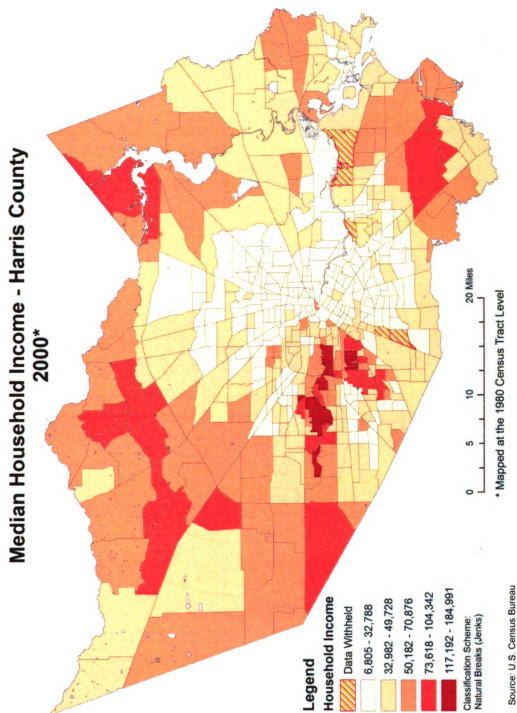 Median Household Income - Harris County
2000*
Legend
Household Income
Data Withheld
6,805 - 32,788
32,982 - 49,728
50,182 - 70,876
73,618 - 104,342
117,192 - 184,991
Classification Scheme:
Natural Breaks (Jenks)
Source: U.S. Census Bureau
0 5 10 20 Miles
* Mapped at the 1980 Census Tract Level